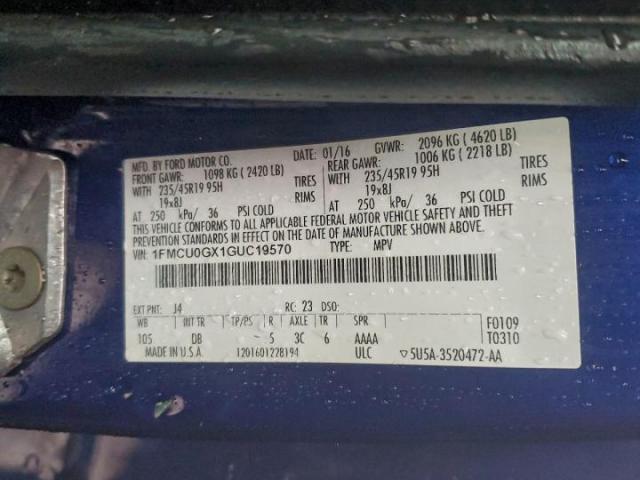 MFD. BY FORD MOTOR CO.
DATE: 01/16 GVWR: 2096 KG ( 4620 LB)
FRONT GAWR: 1098 KG ( 2420 LB)
REAR GAWR: 1006 KG ( 2218 LB)
WITH 235/45R19 95H TIRES
WITH 235/45R19 95H TIRES
19x8J RIMS
19x8J RIMS
AT 250 kPa/ 36 PSI COLD
AT 250 kPa/ 36 PSI COLD
THIS VEHICLE CONFORMS TO ALL APPLICABLE FEDERAL MOTOR VEHICLE SAFETY AND THEFT
PREVENTION STANDARDS IN EFFECT ON THE DATE OF MANUFACTURE SHOWN ABOVE.
VIN: 1FMCU0GX1GUC19570 TYPE: MPV
EXT PNT: J4 RC: 23 DSO:
WB INT TR TP/PS R AXLE TR SPR
105 DB 5 3C 6 AAAA
F0109
T0310
MADE IN U.S.A. 1201601228194 ULC ▽5U5A-3520472-AA